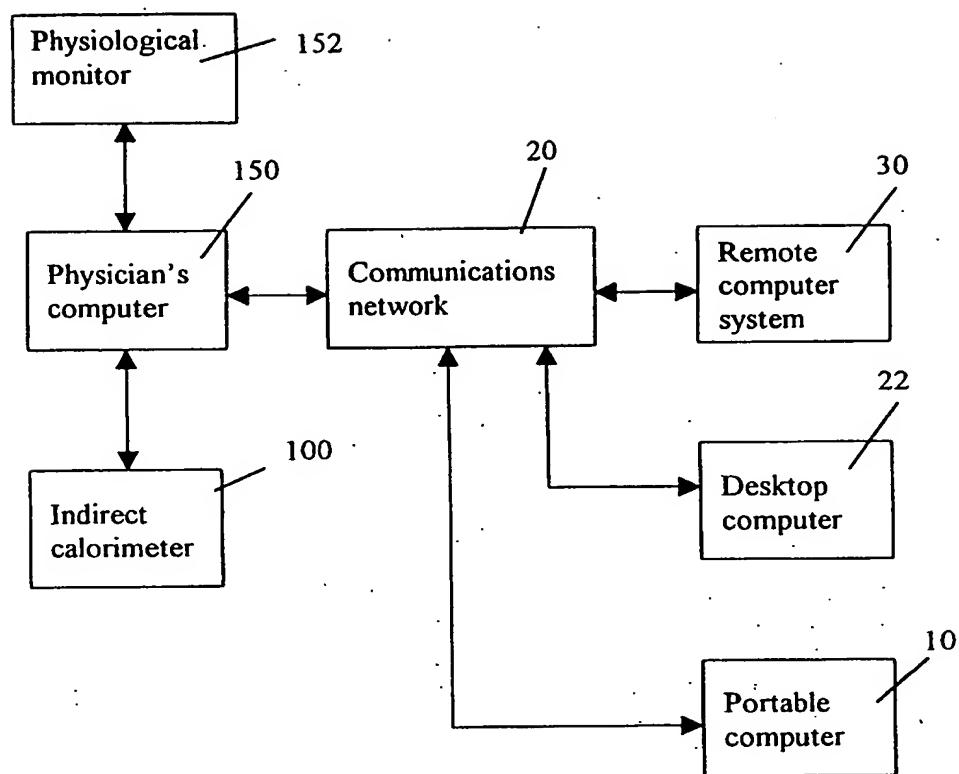 Physiological
monitor
152
150
20
30
Physician's
computer
Communications
network
Remote
computer
system
22
100
Indirect
calorimeter
Desktop
computer
10
Portable
computer